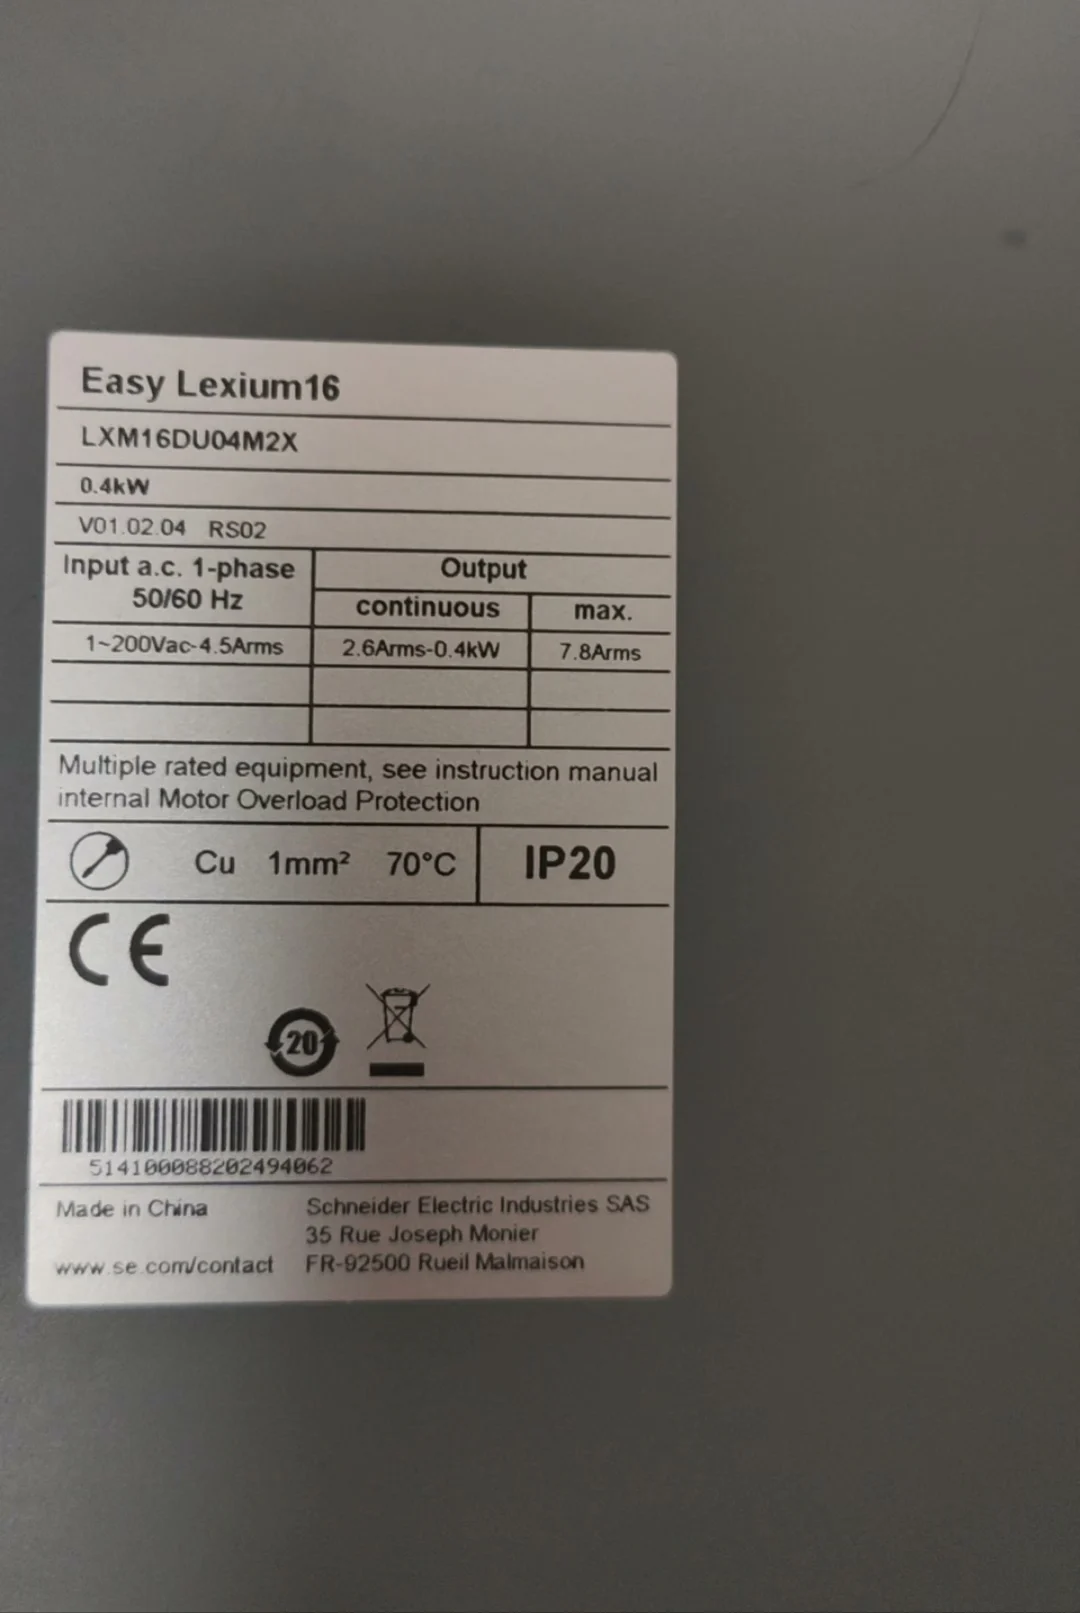 Easy Lexium16
LXM16DU04M2X
0.4kW
V01.02.04 RS02
Input a.c. 1-phase
50/60 Hz
Output
continuous
max.
1~200Vac-4.5Arms
2.6Arms-0.4kW
7.8Arms
Multiple rated equipment, see instruction manual
internal Motor Overload Protection
Cu 1mm² 70°C
IP20
CE
20
514100088202494062
Made in China
Schneider Electric Industries SAS
35 Rue Joseph Monier
www.se.com/contact
FR-92500 Rueil Malmaison